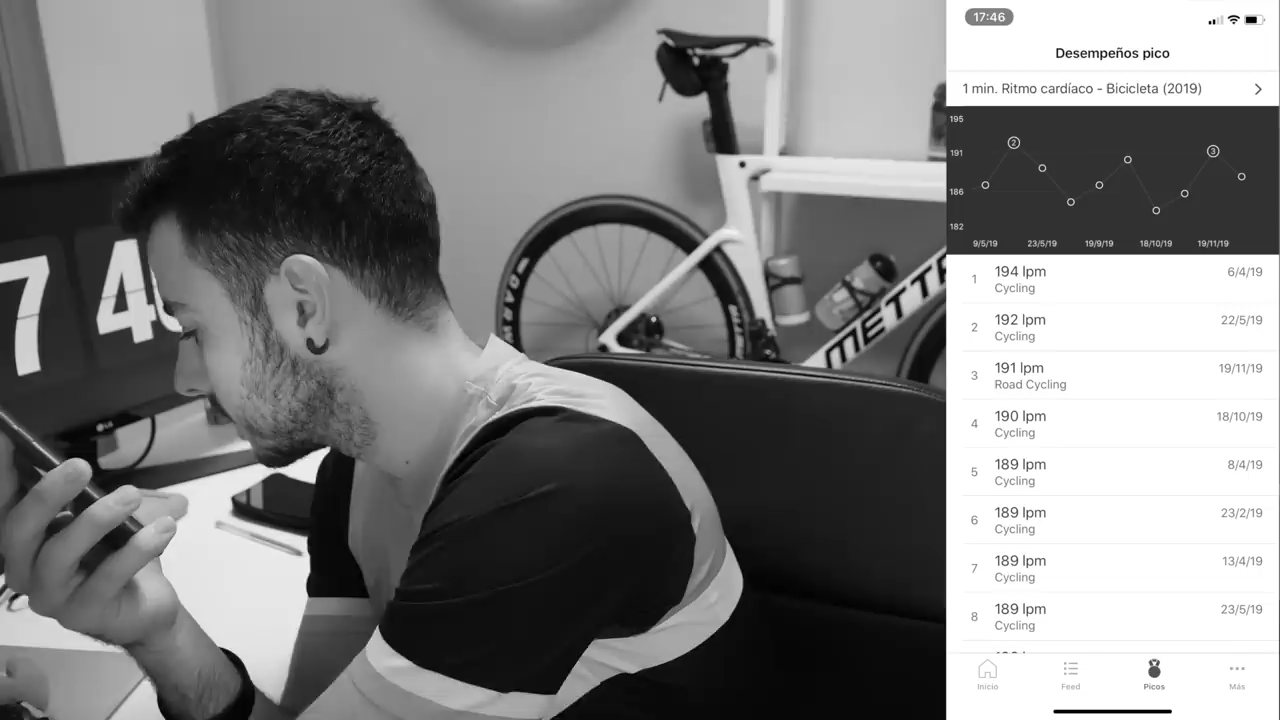 7 4
LG
METTA
17:46
Desempeños pico
1 min. Ritmo cardíaco - Bicicleta (2019)
195
191
186
182
2
3
9/5/19 23/5/19 19/9/19 18/10/19 19/11/19
1 194 lpm 6/4/19
Cycling
2 192 lpm 22/5/19
Cycling
3 191 lpm 19/11/19
Road Cycling
4 190 lpm 18/10/19
Cycling
5 189 lpm 8/4/19
Cycling
6 189 lpm 23/2/19
Cycling
7 189 lpm 13/4/19
Cycling
8 189 lpm 23/5/19
Cycling
Inicio Feed Picos Más